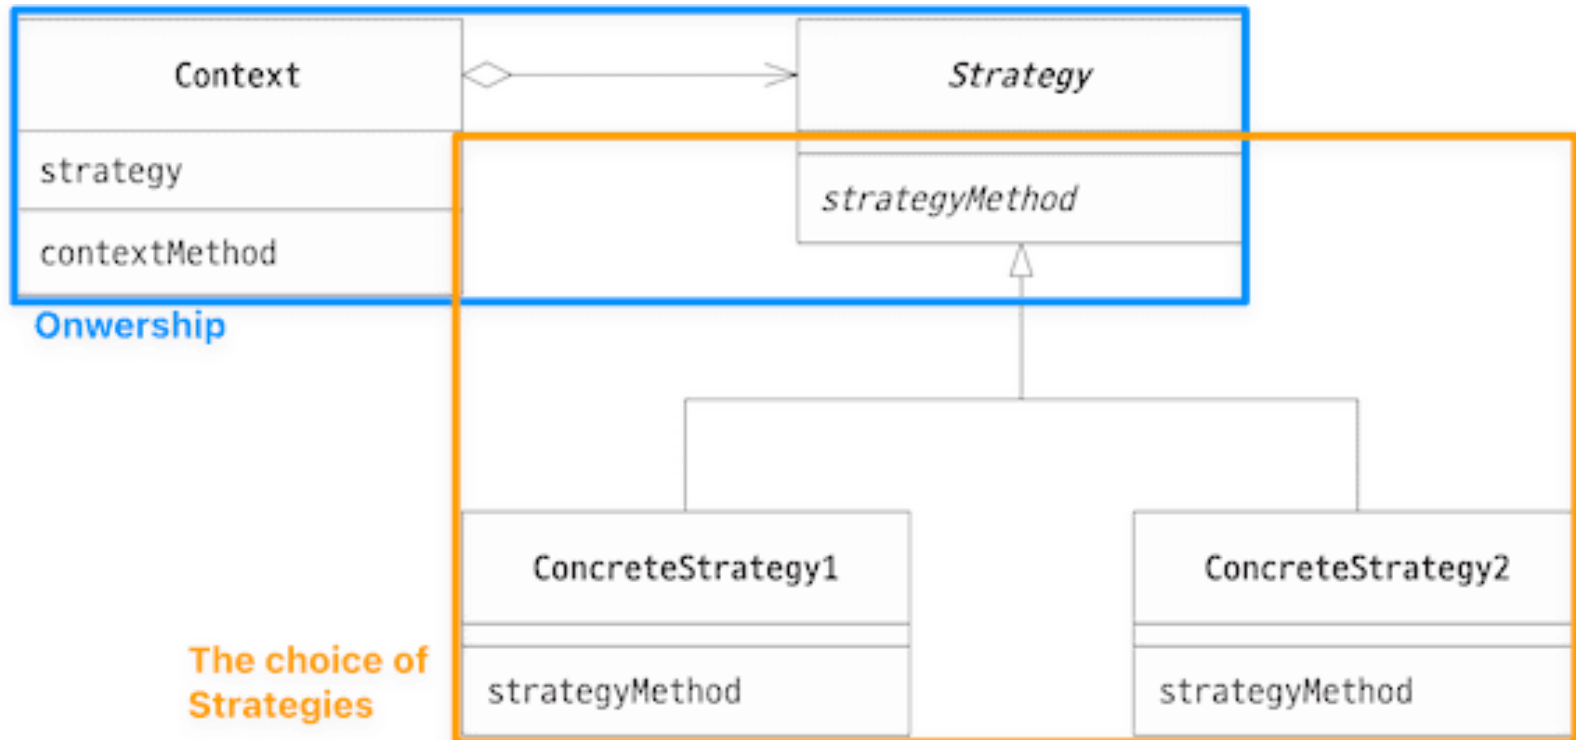 Context
Strategy
strategy
strategyMethod
contextMethod
Onwership
ConcreteStrategy1
ConcreteStrategy2
The choice of
Strategies
strategyMethod
strategyMethod